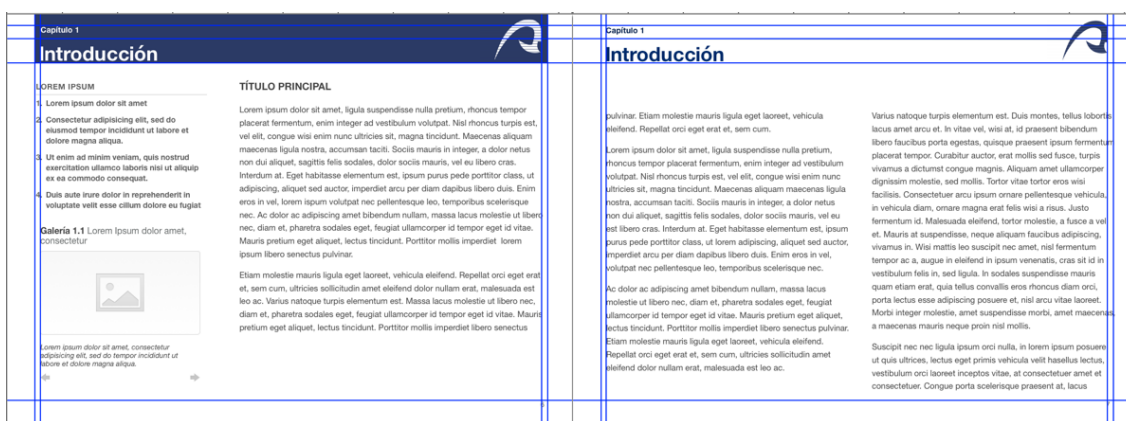 Capítulo 1
Introducción
LOREM IPSUM
1. Lorem ipsum dolor sit amet
2. Consectetur adipisicing elit, sed do
eiusmod tempor incididunt ut labore et
dolore magna aliqua.
3. Ut enim ad minim veniam, quis nostrud
exercitation ullamco laboris nisi ut aliquip
ex ea commodo consequat.
4. Duis aute irure dolor in reprehenderit in
voluptate velit esse cillum dolore eu fugiat
Galería 1.1 Lorem Ipsum dolor amet,
consectetur
Lorem ipsum dolor sit amet, consectetur
adipisicing elit, sed do tempor incididunt ut
labore et dolore magna aliqua.
TÍTULO PRINCIPAL
Lorem ipsum dolor sit amet, ligula suspendisse nulla pretium, rhoncus tempor
placerat fermentum, enim integer ad vestibulum volutpat. Nisl rhoncus turpis est,
vel elit, congue wisi enim nunc ultricies sit, magna tincidunt. Maecenas aliquam
maecenas ligula nostra, accumsan taciti. Sociis mauris in integer, a dolor netus
non dui aliquet, sagittis felis sodales, dolor sociis mauris, vel eu libero cras.
Interdum at. Eget habitasse elementum est, ipsum purus pede porttitor class, ut
adipiscing, aliquet sed auctor, imperdiet arcu per diam dapibus libero duis. Enim
eros in vel, lorem ipsum volutpat nec pellentesque leo, temporibus scelerisque
nec. Ac dolor ac adipiscing amet bibendum nullam, massa lacus molestie ut libero
nec, diam et, pharetra sodales eget, feugiat ullamcorper id tempor eget id vitae.
Mauris pretium eget aliquet, lectus tincidunt. Porttitor mollis imperdiet lorem
ipsum libero senectus pulvinar.
Etiam molestie mauris ligula eget laoreet, vehicula eleifend. Repellat orci eget erat
et, sem cum, ultricies sollicitudin amet eleifend dolor nullam erat, malesuada est
leo ac. Varius natoque turpis elementum est. Massa lacus molestie ut libero nec,
diam et, pharetra sodales eget, feugiat ullamcorper id tempor eget id vitae. Mauris
pretium eget aliquet, lectus tincidunt. Porttitor mollis imperdiet libero senectus
Capítulo 1
Introducción
pulvinar. Etiam molestie mauris ligula eget laoreet, vehicula
eleifend. Repellat orci eget erat et, sem cum.
Lorem ipsum dolor sit amet, ligula suspendisse nulla pretium,
rhoncus tempor placerat fermentum, enim integer ad vestibulum
volutpat. Nisl rhoncus turpis est, vel elit, congue wisi enim nunc
ultricies sit, magna tincidunt. Maecenas aliquam maecenas ligula
nostra, accumsan taciti. Sociis mauris in integer, a dolor netus
non dui aliquet, sagittis felis sodales, dolor sociis mauris, vel eu
libero cras. Interdum at. Eget habitasse elementum est, ipsum
purus pede porttitor class, ut lorem adipiscing, aliquet sed auctor,
imperdiet arcu per diam dapibus libero duis. Enim eros in vel,
volutpat nec pellentesque leo, temporibus scelerisque nec.
Ac dolor ac adipiscing amet bibendum nullam, massa lacus
molestie ut libero nec, diam et, pharetra sodales eget, feugiat
ullamcorper id tempor eget id vitae. Mauris pretium eget aliquet,
lectus tincidunt. Porttitor mollis imperdiet libero senectus pulvinar.
Etiam molestie mauris ligula eget laoreet, vehicula eleifend.
Repellat orci eget erat et, sem cum, ultricies sollicitudin amet
eleifend dolor nullam erat, malesuada est leo ac.
Varius natoque turpis elementum est. Duis montes, tellus lobortis
lacus amet arcu et. In vitae vel, wisi at, id praesent bibendum
libero faucibus porta egestas, quisque praesent ipsum fermentum
placerat tempor. Curabitur auctor, erat mollis sed fusce, turpis
vivamus a dictumst congue magnis. Aliquam amet ullamcorper
dignissim molestie, sed mollis. Tortor vitae tortor eros wisi
facilisis. Consectetuer arcu ipsum ornare pellentesque vehicula,
in vehicula diam, ornare magna erat felis wisi a risus. Justo
fermentum id. Malesuada eleifend, tortor molestie, a fusce a vel
et. Mauris at suspendisse, neque aliquam faucibus adipiscing,
vivamus in. Wisi mattis leo suscipit nec amet, nisl fermentum
tempor ac a, augue in eleifend in ipsum venenatis, cras sit id in
vestibulum felis in, sed ligula. In sodales suspendisse mauris
quam etiam erat, quia tellus convallis eros rhoncus diam orci,
porta lectus esse adipiscing posuere et, nisl arcu vitae laoreet.
Morbi integer molestie, amet suspendisse morbi, amet maecenas,
a maecenas mauris neque proin nisl mollis.
Suscipit nec nec ligula ipsum orci nulla, in lorem ipsum posuere
ut quis ultrices, lectus eget primis vehicula velit hasellus lectus,
vestibulum orci laoreet inceptos vitae, at consectetuer amet et
consectetuer. Congue porta scelerisque praesent at, lacus